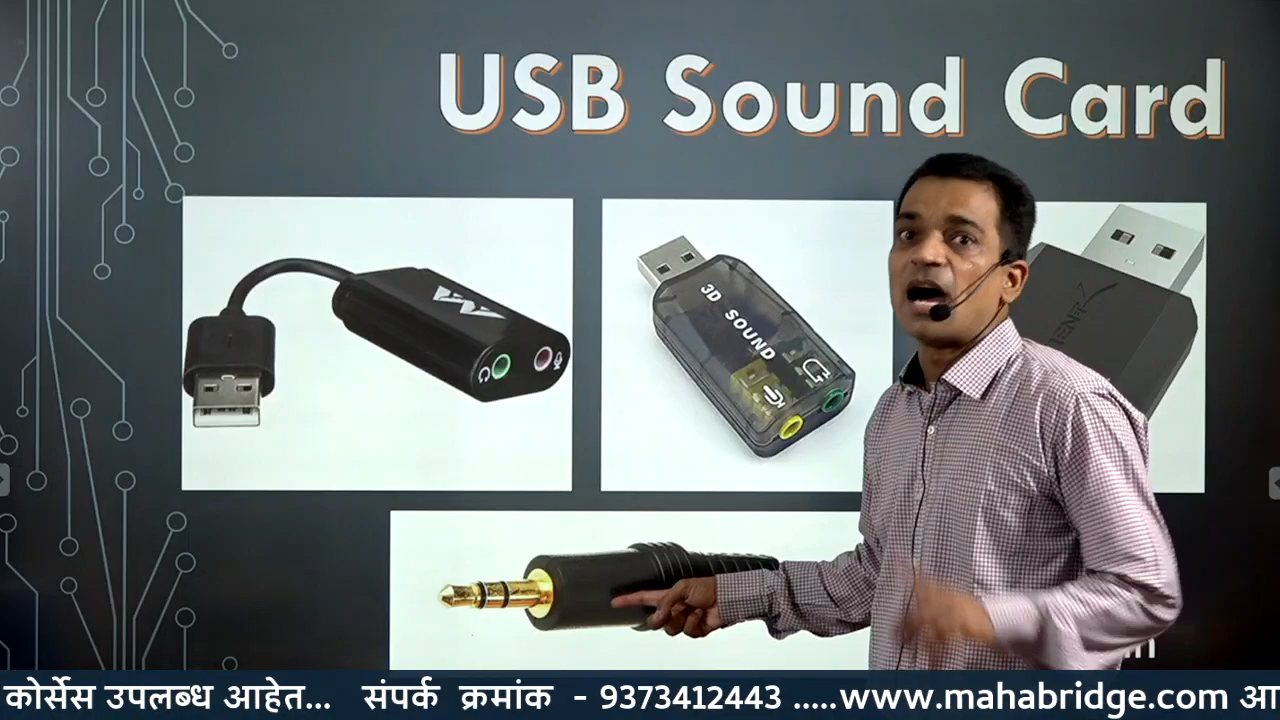 USB Sound Card
3D SOUND
कोर्सेस उपलब्ध आहेत... संपर्क क्रमांक - 9373412443 .....www.mahabridge.com आ